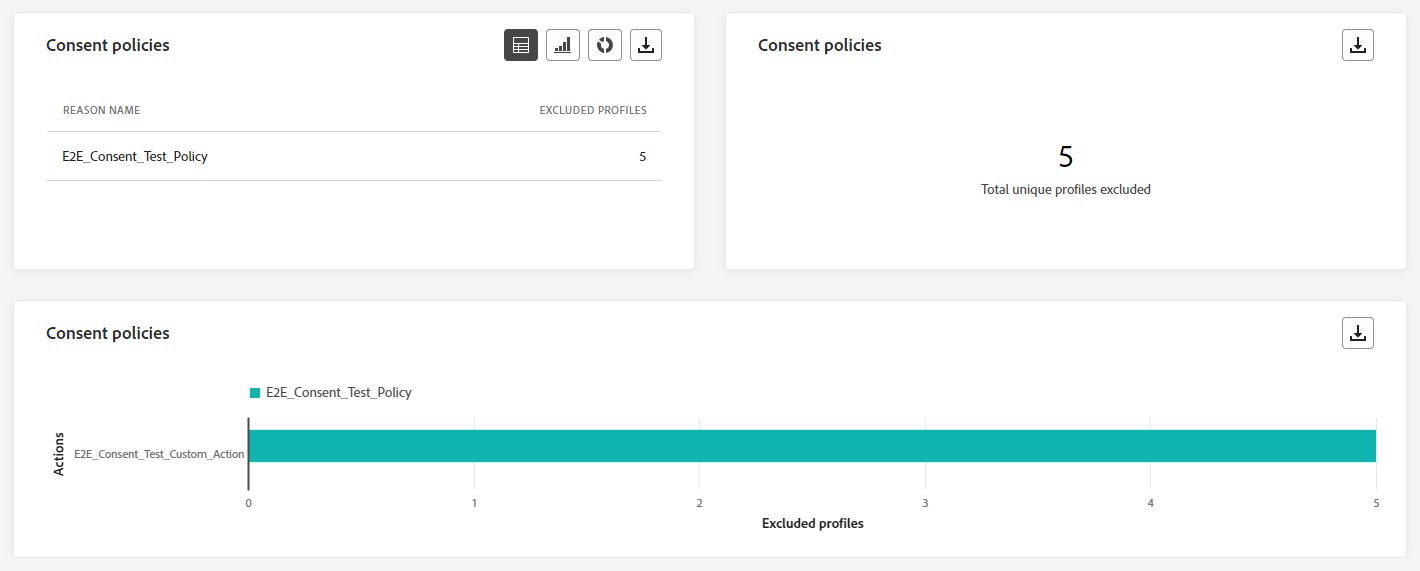 Consent policies
REASON NAME EXCLUDED PROFILES
E2E_Consent_Test_Policy 5
Consent policies
5
Total unique profiles excluded
Consent policies
E2E_Consent_Test_Policy
Actions
E2E_Consent_Test_Custom_Action
0 1 2 3 4 5
Excluded profiles